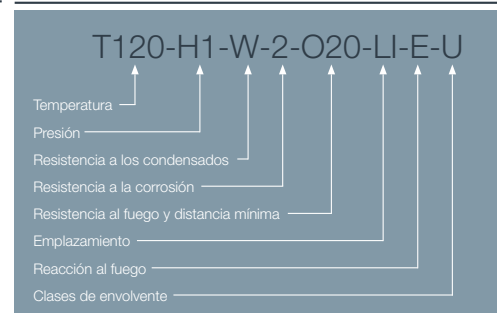 T120-H1-W-2-O20-LI-E-U
Temperatura
Presión
Resistencia a los condensados
Resistencia a la corrosión
Resistencia al fuego y distancia mínima
Emplazamiento
Reacción al fuego
Clases de envolvente